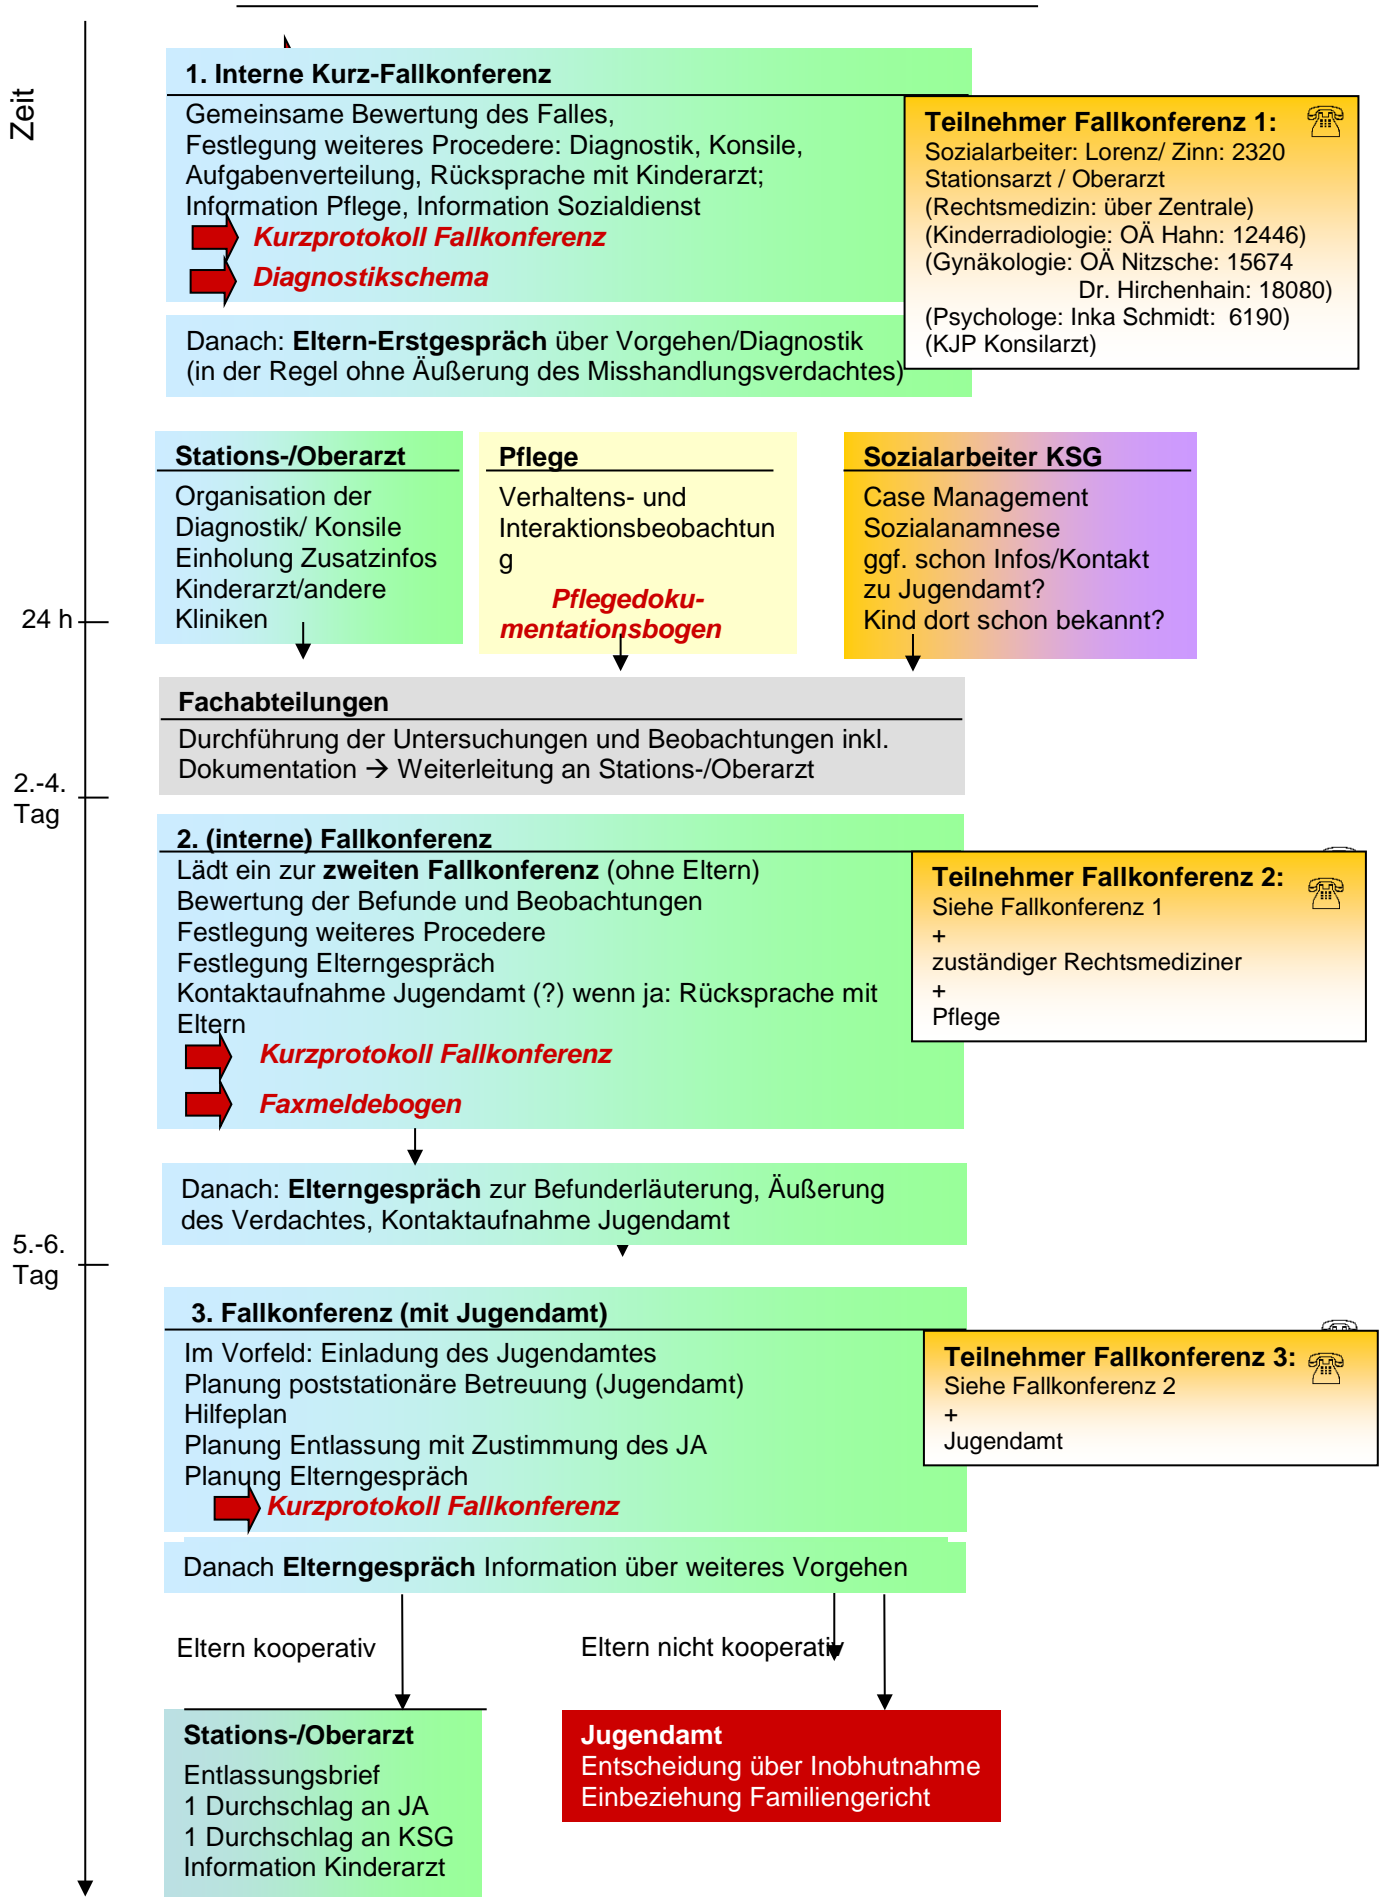 Zeit
1. Interne Kurz-Fallkonferenz
Gemeinsame Bewertung des Falles,
Festlegung weiteres Procedere: Diagnostik, Konsile,
Aufgabenverteilung, Rücksprache mit Kinderarzt;
Information Pflege, Information Sozialdienst
Kurzprotokoll Fallkonferenz
Diagnostikschema
Teilnehmer Fallkonferenz 1:
Sozialarbeiter: Lorenz/ Zinn: 2320
Stationsarzt / Oberarzt
(Rechtsmedizin: über Zentrale)
(Kinderradiologie: OÄ Hahn: 12446)
(Gynäkologie: OÄ Nitzsche: 15674
Dr. Hirchenhain: 18080)
(Psychologe: Inka Schmidt: 6190)
(KJP Konsilarzt)
Danach: Eltern-Erstgespräch über Vorgehen/Diagnostik
(in der Regel ohne Äußerung des Misshandlungsverdachtes)
Stations-/Oberarzt
Organisation der
Diagnostik/ Konsile
Einholung Zusatzinfos
Kinderarzt/andere
Kliniken
Pflege
Verhaltens- und
Interaktionsbeobachtun
g
Pflegedoku-
mentationsbogen
Sozialarbeiter KSG
Case Management
Sozialanamnese
ggf. schon Infos/Kontakt
zu Jugendamt?
Kind dort schon bekannt?
24 h
Fachabteilungen
Durchführung der Untersuchungen und Beobachtungen inkl.
Dokumentation → Weiterleitung an Stations-/Oberarzt
2.-4.
Tag
2. (interne) Fallkonferenz
Lädt ein zur zweiten Fallkonferenz (ohne Eltern)
Bewertung der Befunde und Beobachtungen
Festlegung weiteres Procedere
Festlegung Elterngespräch
Kontaktaufnahme Jugendamt (?) wenn ja: Rücksprache mit
Eltern
Kurzprotokoll Fallkonferenz
Faxmeldebogen
Teilnehmer Fallkonferenz 2:
Siehe Fallkonferenz 1
+
zuständiger Rechtsmediziner
+
Pflege
Danach: Elterngespräch zur Befunderläuterung, Äußerung
des Verdachtes, Kontaktaufnahme Jugendamt
5.-6.
Tag
3. Fallkonferenz (mit Jugendamt)
Im Vorfeld: Einladung des Jugendamtes
Planung poststationäre Betreuung (Jugendamt)
Hilfeplan
Planung Entlassung mit Zustimmung des JA
Planung Elterngespräch
Kurzprotokoll Fallkonferenz
Teilnehmer Fallkonferenz 3:
Siehe Fallkonferenz 2
+
Jugendamt
Danach Elterngespräch Information über weiteres Vorgehen
Eltern kooperativ
Eltern nicht kooperativ
Stations-/Oberarzt
Entlassungsbrief
1 Durchschlag an JA
1 Durchschlag an KSG
Information Kinderarzt
Jugendamt
Entscheidung über Inobhutnahme
Einbeziehung Familiengericht